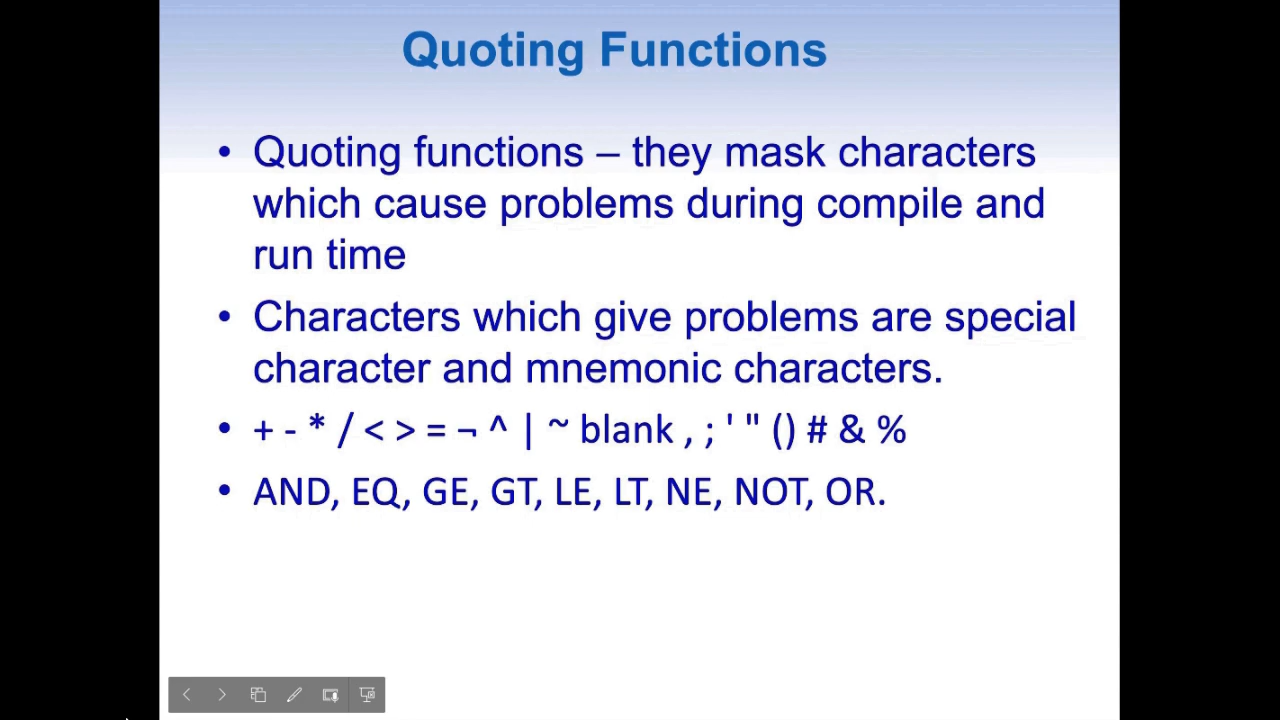 Quoting Functions
• Quoting functions – they mask characters
which cause problems during compile and
run time
• Characters which give problems are special
character and mnemonic characters.
• + - * / < > = ¬ ^ | ~ blank , ; ' " () # & %
• AND, EQ, GE, GT, LE, LT, NE, NOT, OR.